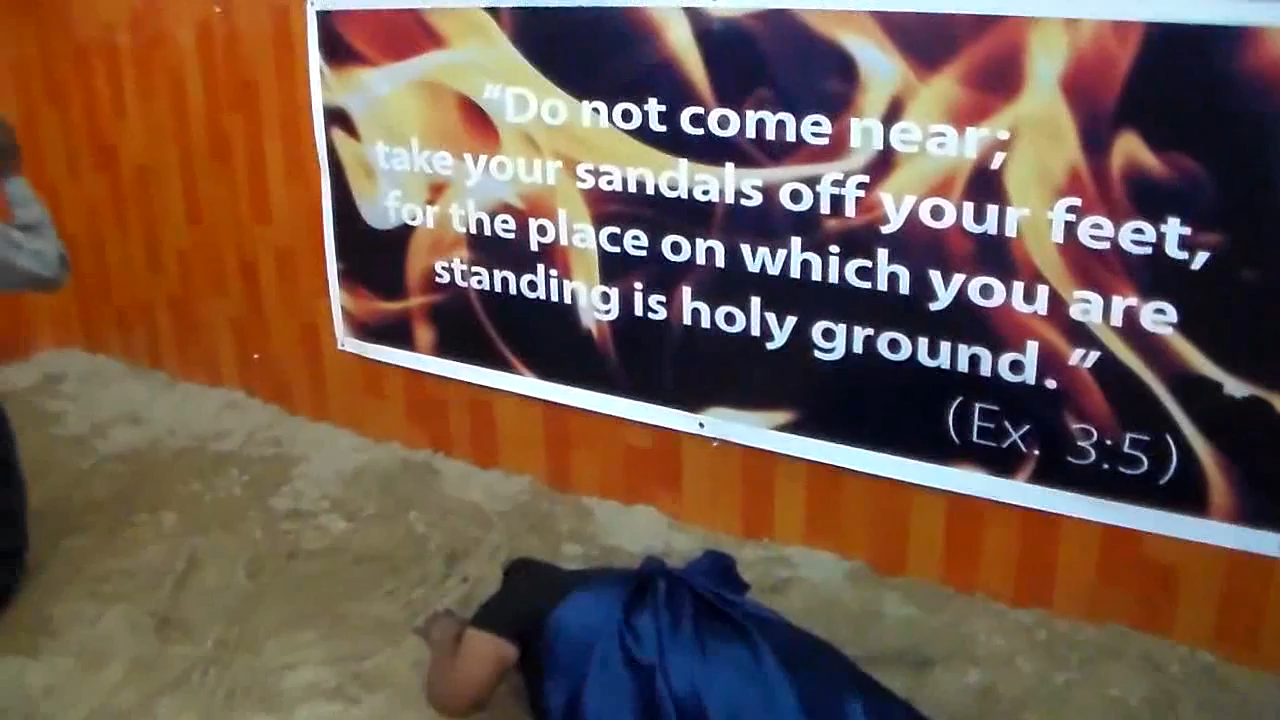 “Do not come near;
take your sandals off your feet,
for the place on which you are
standing is holy ground.”
(Ex. 3:5)